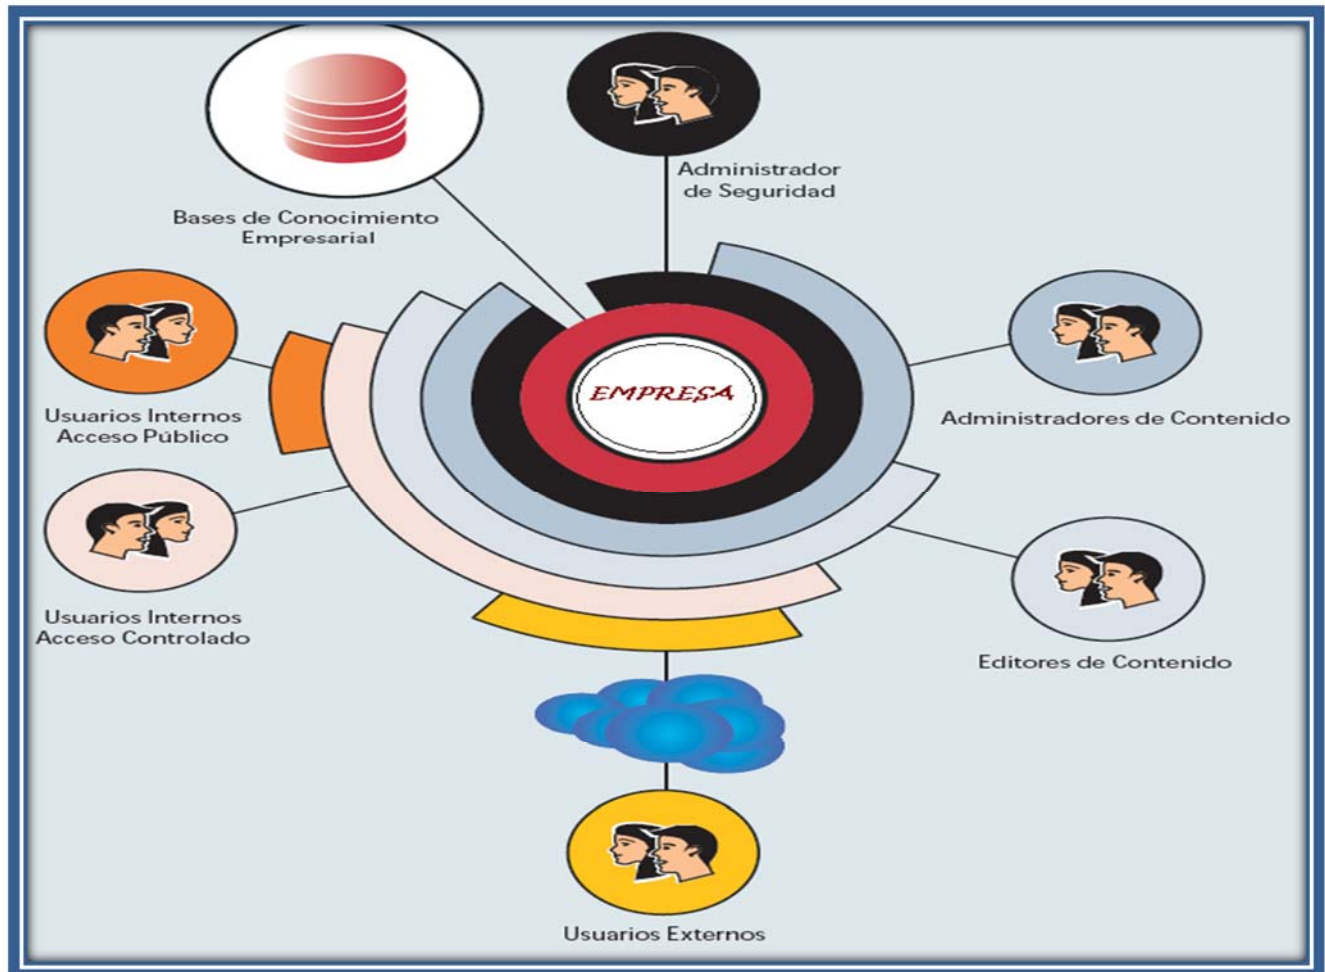 Administrador
de Seguridad
Bases de Conocimiento
Empresarial
EMPRESA
Usuarios Internos
Acceso Público
Administradores de Contenido
Usuarios Internos
Acceso Controlado
Editores de Contenido
Usuarios Externos